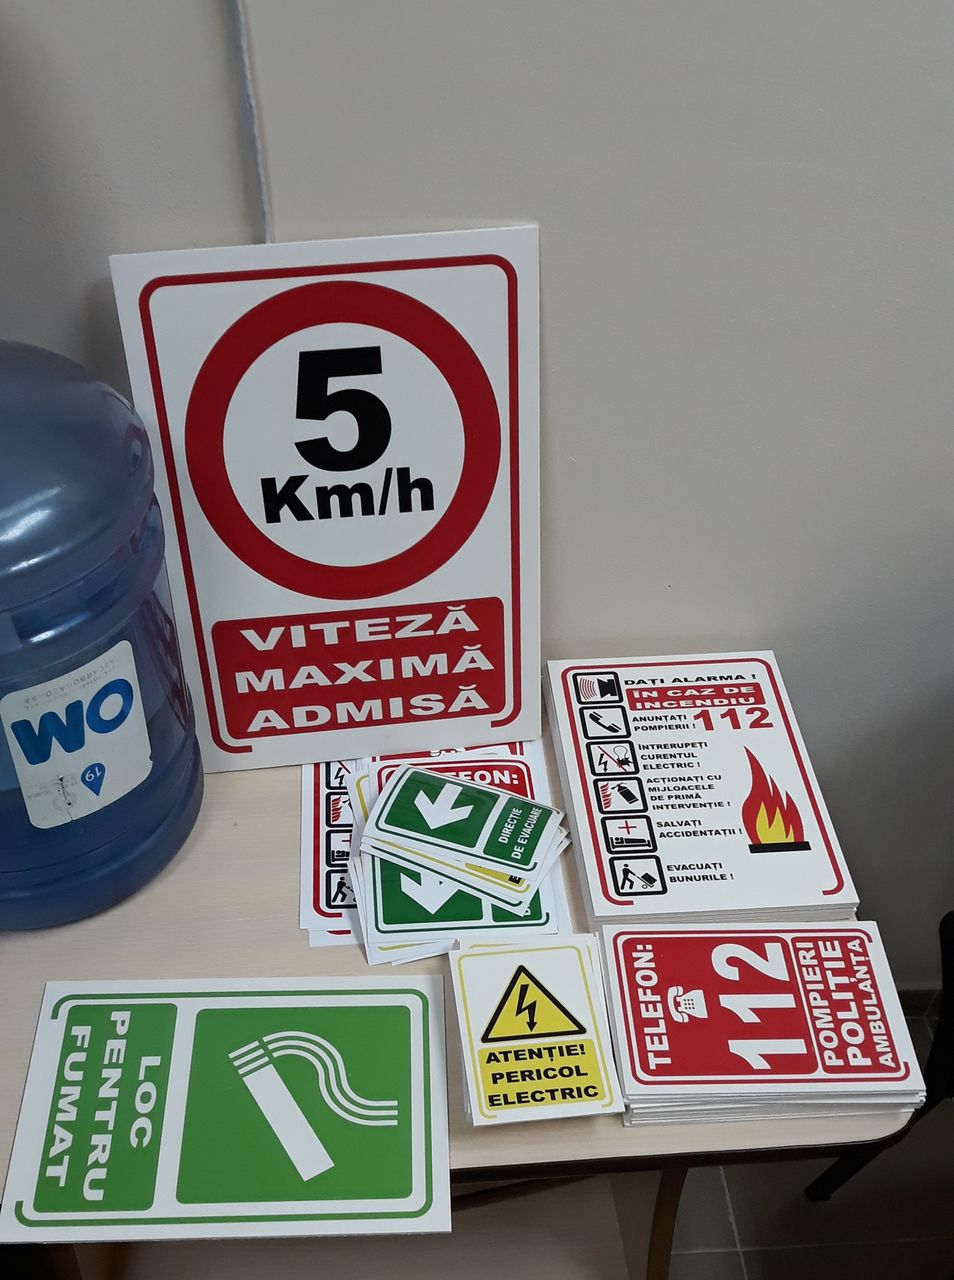 5
Km/h
VITEZĂ
MAXIMĂ
ADMISĂ
OM
19
DAȚI ALARMA !
ÎN CAZ DE
INCENDIU
ANUNȚAȚI
POMPIERII !
112
ÎNTRERUPEȚI
CURENTUL
ELECTRIC !
ACȚIONAȚI CU
MIJLOACELE
DE PRIMĂ
INTERVENȚIE !
SALVAȚI
ACCIDENTAȚII !
EVACUAȚI
BUNURILE !
TELEFON:
DIRECȚIE
DE EVACUARE
TELEFON:
112
POMPIERI
POLIȚIE
AMBULANȚA
ATENȚIE!
PERICOL
ELECTRIC
LOC
PENTRU
FUMAT